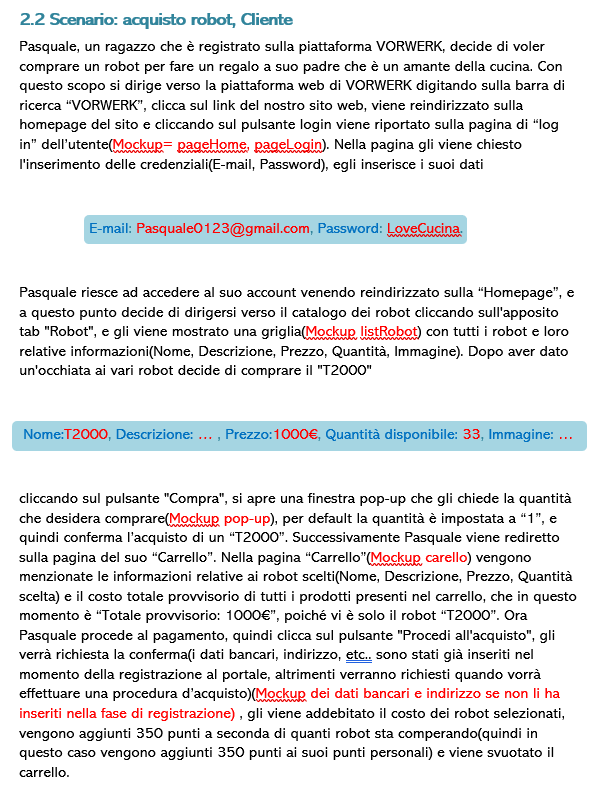 2.2 Scenario: acquisto robot, Cliente
Pasquale, un ragazzo che è registrato sulla piattaforma VORWERK, decide di voler
comprare un robot per fare un regalo a suo padre che è un amante della cucina. Con
questo scopo si dirige verso la piattaforma web di VORWERK digitando sulla barra di
ricerca “VORWERK”, clicca sul link del nostro sito web, viene reindirizzato sulla
homepage del sito e cliccando sul pulsante login viene riportato sulla pagina di “log
in” dell’utente(Mockup= pageHome, pageLogin). Nella pagina gli viene chiesto
l'inserimento delle credenziali(E-mail, Password), egli inserisce i suoi dati
E-mail: Pasquale0123@gmail.com, Password: LoveCucina.
Pasquale riesce ad accedere al suo account venendo reindirizzato sulla “Homepage”, e
a questo punto decide di dirigersi verso il catalogo dei robot cliccando sull'apposito
tab "Robot", e gli viene mostrato una griglia(Mockup listRobot) con tutti i robot e loro
relative informazioni(Nome, Descrizione, Prezzo, Quantità, Immagine). Dopo aver dato
un'occhiata ai vari robot decide di comprare il "T2000"
Nome:T2000, Descrizione: … , Prezzo:1000€, Quantità disponibile: 33, Immagine: …
cliccando sul pulsante "Compra", si apre una finestra pop-up che gli chiede la quantità
che desidera comprare(Mockup pop-up), per default la quantità è impostata a “1”, e
quindi conferma l’acquisto di un “T2000”. Successivamente Pasquale viene rediretto
sulla pagina del suo “Carrello”. Nella pagina “Carrello”(Mockup carello) vengono
menzionate le informazioni relative ai robot scelti(Nome, Descrizione, Prezzo, Quantità
scelta) e il costo totale provvisorio di tutti i prodotti presenti nel carrello, che in questo
momento è “Totale provvisorio: 1000€”, poiché vi è solo il robot “T2000”. Ora
Pasquale procede al pagamento, quindi clicca sul pulsante "Procedi all'acquisto", gli
verrà richiesta la conferma(i dati bancari, indirizzo, etc.. sono stati già inseriti nel
momento della registrazione al portale, altrimenti verranno richiesti quando vorrà
effettuare una procedura d’acquisto)(Mockup dei dati bancari e indirizzo se non li ha
inseriti nella fase di registrazione) , gli viene addebitato il costo dei robot selezionati,
vengono aggiunti 350 punti a seconda di quanti robot sta comperando(quindi in
questo caso vengono aggiunti 350 punti ai suoi punti personali) e viene svuotato il
carrello.